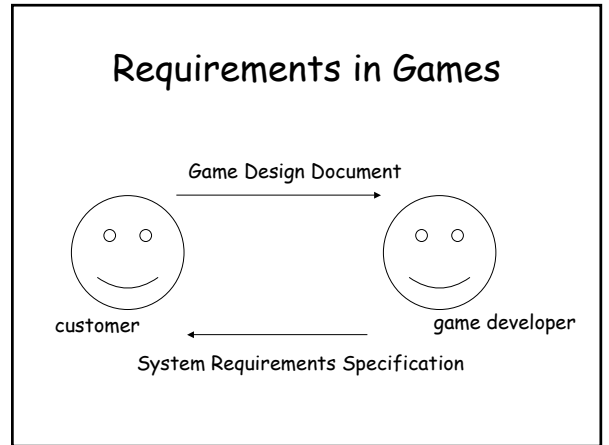 Requirements in Games
Game Design Document
customer
game developer
System Requirements Specification